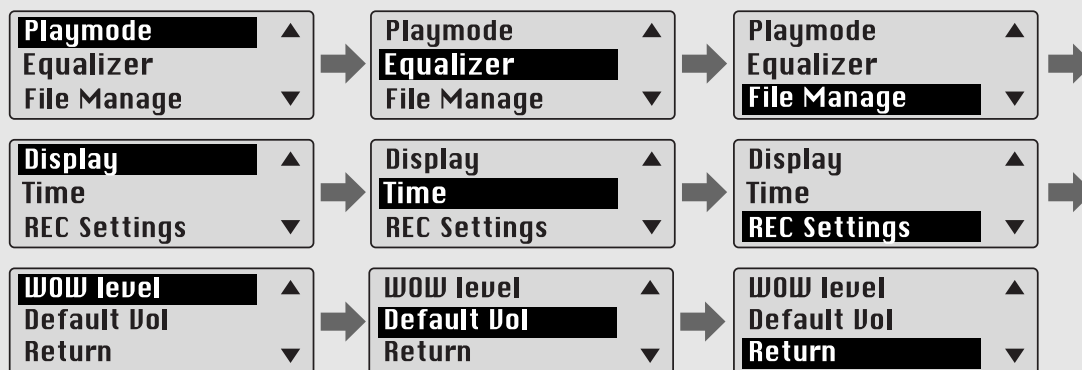 Playmode
Equalizer
File Manage
Playmode
Equalizer
File Manage
Playmode
Equalizer
File Manage
Display
Time
REC Settings
Display
Time
REC Settings
Display
Time
REC Settings
WOW level
Default Vol
Return
WOW level
Default Vol
Return
WOW level
Default Vol
Return